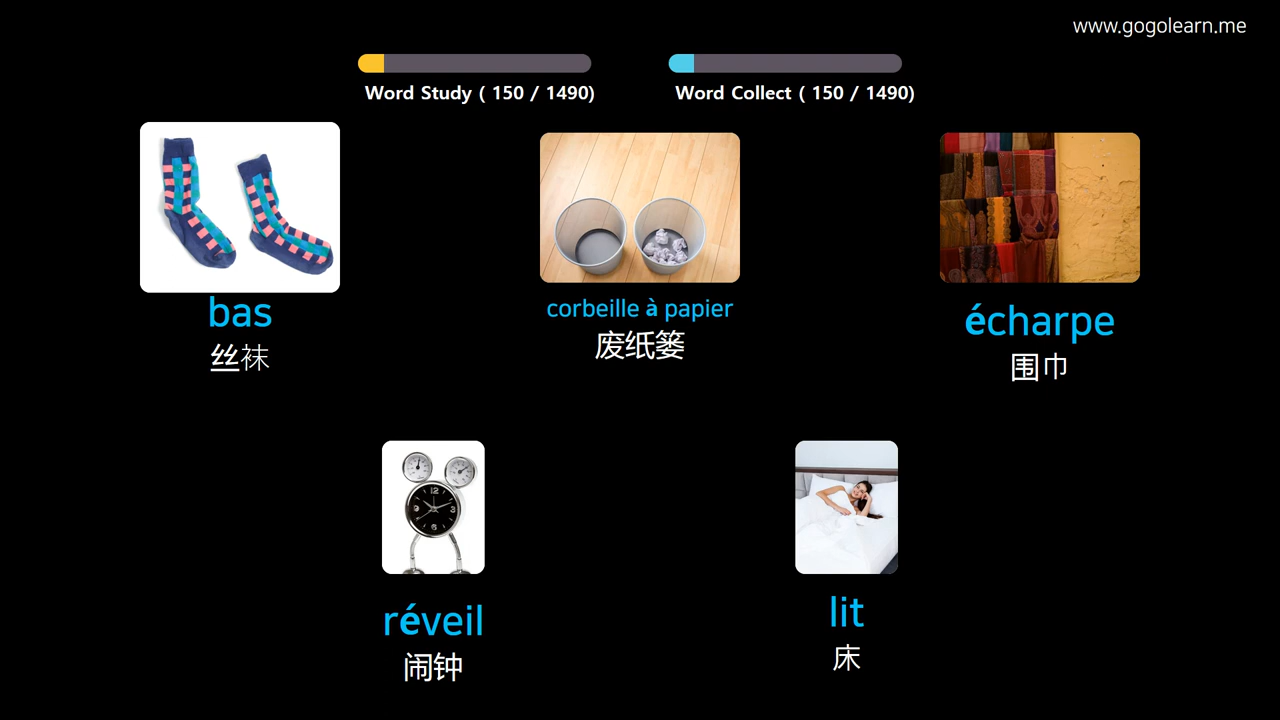 www.gogolearn.me
Word Study ( 150 / 1490)
Word Collect ( 150 / 1490)
bas
丝袜
corbeille à papier
废纸篓
écharpe
围巾
réveil
闹钟
lit
床